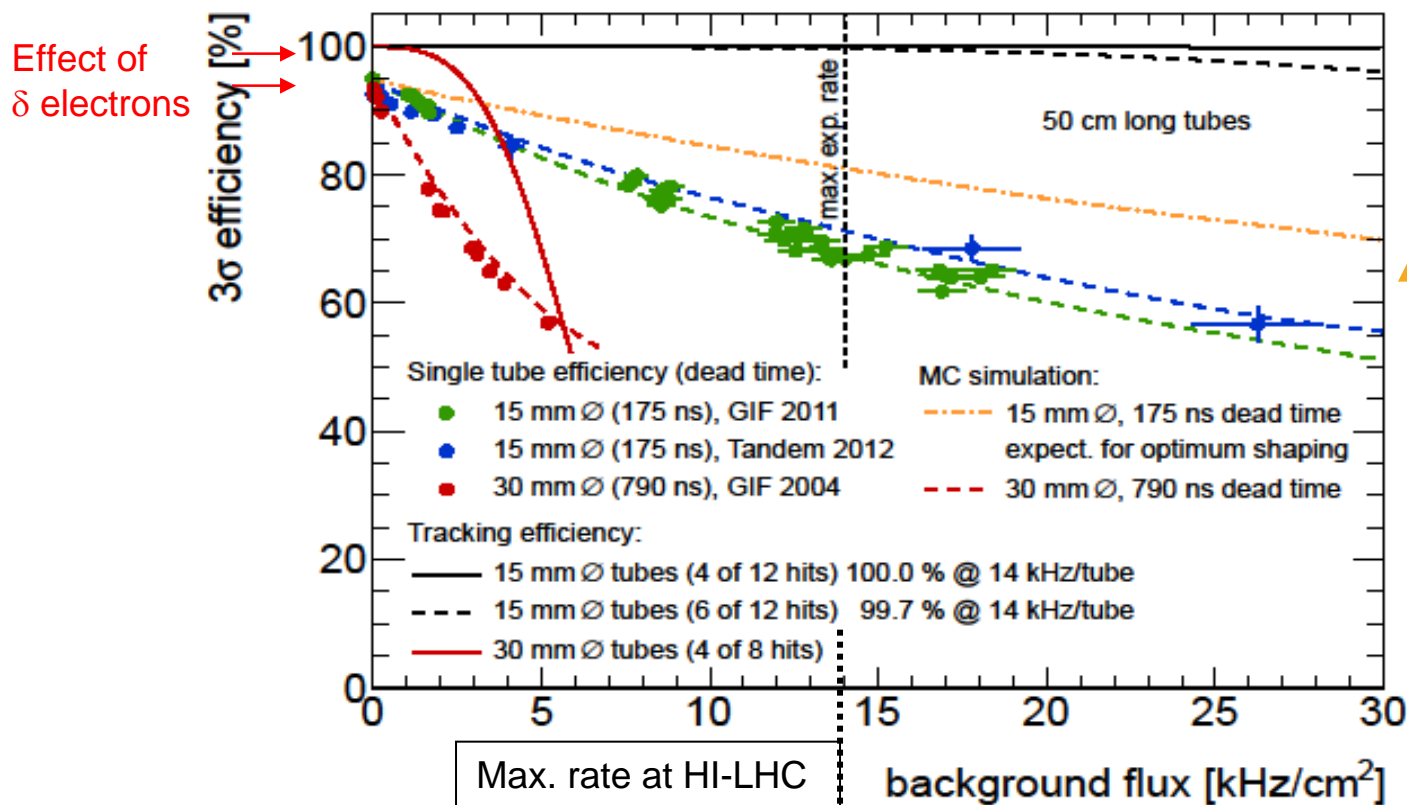 Effect of
δ electrons
3σ efficiency [%]
100
80
60
40
20
0
max. exp. rate
50 cm long tubes
Single tube efficiency (dead time):
15 mm ∅ (175 ns), GIF 2011
15 mm ∅ (175 ns), Tandem 2012
30 mm ∅ (790 ns), GIF 2004
MC simulation:
15 mm ∅, 175 ns dead time
expect. for optimum shaping
30 mm ∅, 790 ns dead time
Tracking efficiency:
15 mm ∅ tubes (4 of 12 hits) 100.0 % @ 14 kHz/tube
15 mm ∅ tubes (6 of 12 hits) 99.7 % @ 14 kHz/tube
30 mm ∅ tubes (4 of 8 hits)
0 5 10 15 20 25 30
Max. rate at HI-LHC
background flux [kHz/cm²]